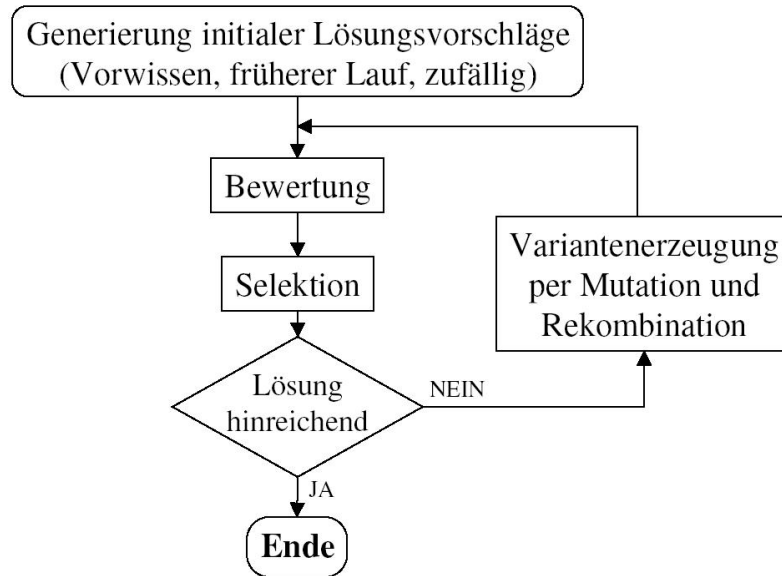 Generierung initialer Lösungsvorschläge
(Vorwissen, früherer Lauf, zufällig)
Bewertung
Selektion
Variantenerzeugung
per Mutation und
Rekombination
Lösung
hinreichend
NEIN
JA
Ende